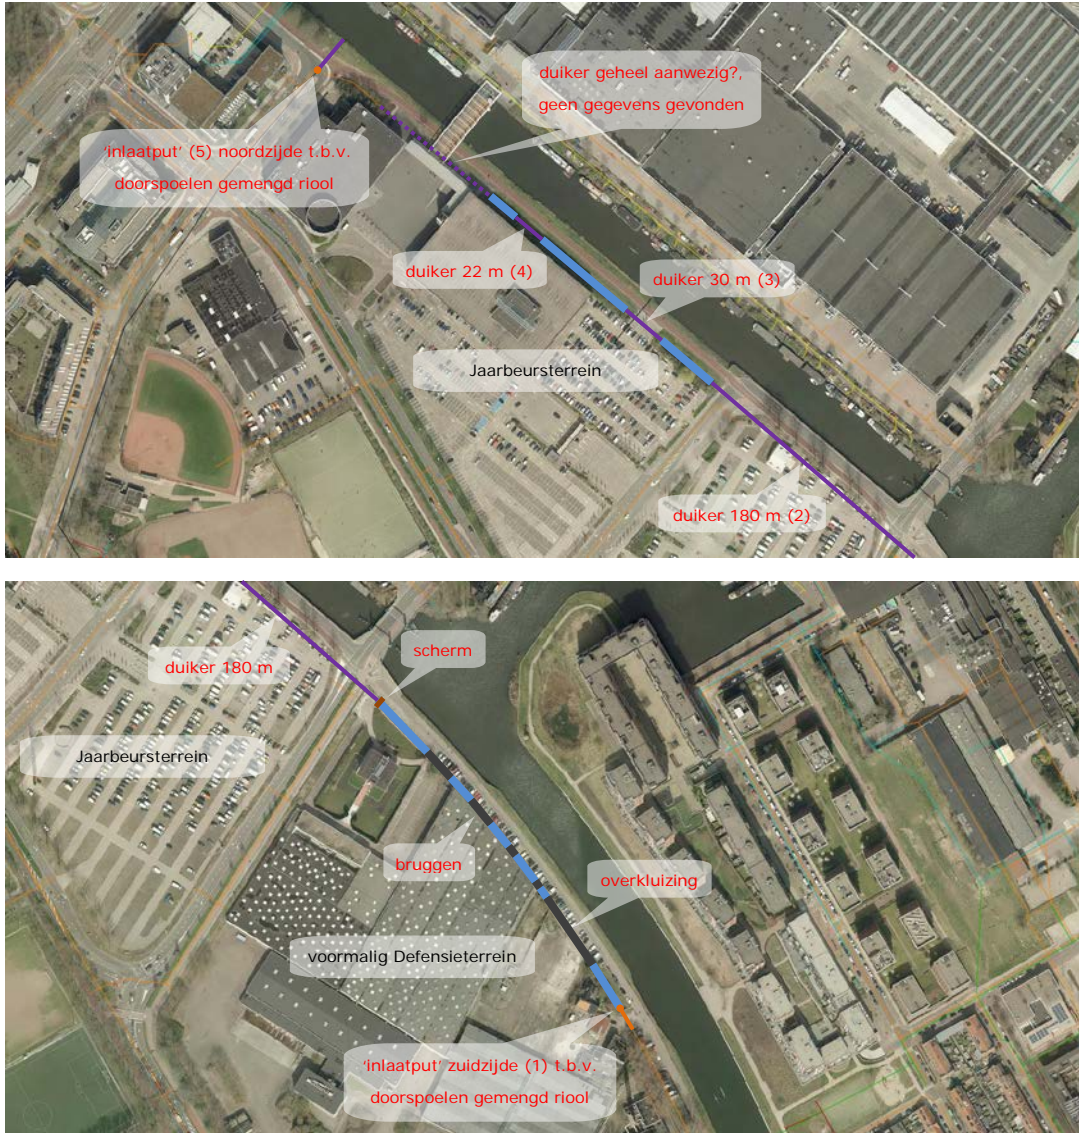 duiker geheel aanwezig?,
geen gegevens gevonden
'inlaatput' (5) noordzijde t.b.v.
doorspoelen gemengd riool
duiker 22 m (4)
duiker 30 m (3)
Jaarbeursterrein
duiker 180 m (2)
duiker 180 m
scherm
Jaarbeursterrein
bruggen
overkluizing
voormalig Defensieterrein
'inlaatput' zuidzijde (1) t.b.v.
doorspoelen gemengd riool